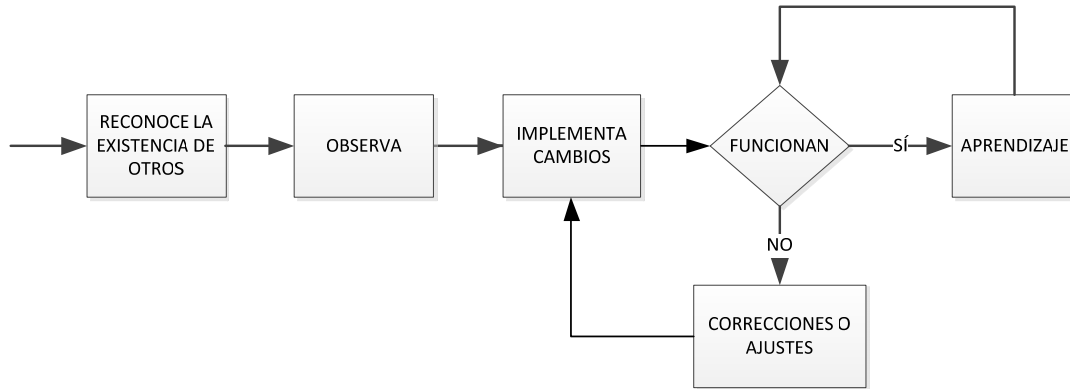 RECONOCE LA
EXISTENCIA DE
OTROS
OBSERVA
IMPLEMENTA
CAMBIOS
FUNCIONAN
SÍ
APRENDIZAJE
NO
CORRECCIONES O
AJUSTES